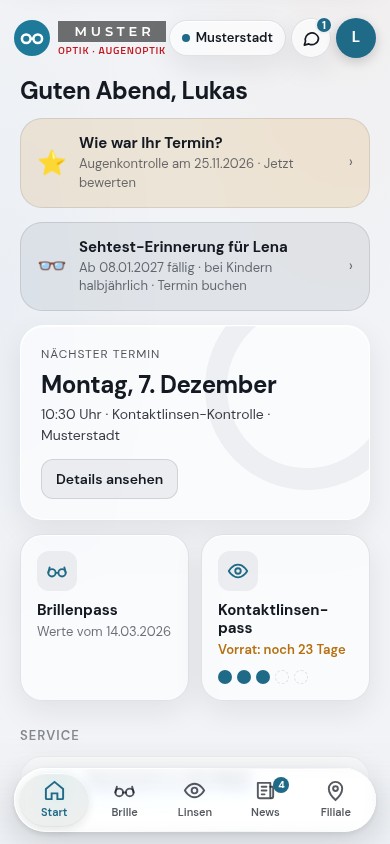 MUSTER
OPTIK · AUGENOPTIK
Musterstadt
1
L
Guten Abend, Lukas
Wie war Ihr Termin?
Augenkontrolle am 25.11.2026 · Jetzt
bewerten
›
Sehtest-Erinnerung für Lena
Ab 08.01.2027 fällig · bei Kindern
halbjährlich · Termin buchen
›
NÄCHSTER TERMIN
Montag, 7. Dezember
10:30 Uhr · Kontaktlinsen-Kontrolle ·
Musterstadt
Details ansehen
Brillenpass
Werte vom 14.03.2026
Kontaktlinsen-
pass
Vorrat: noch 23 Tage
SERVICE
Start
Brille
Linsen
4
News
Filiale